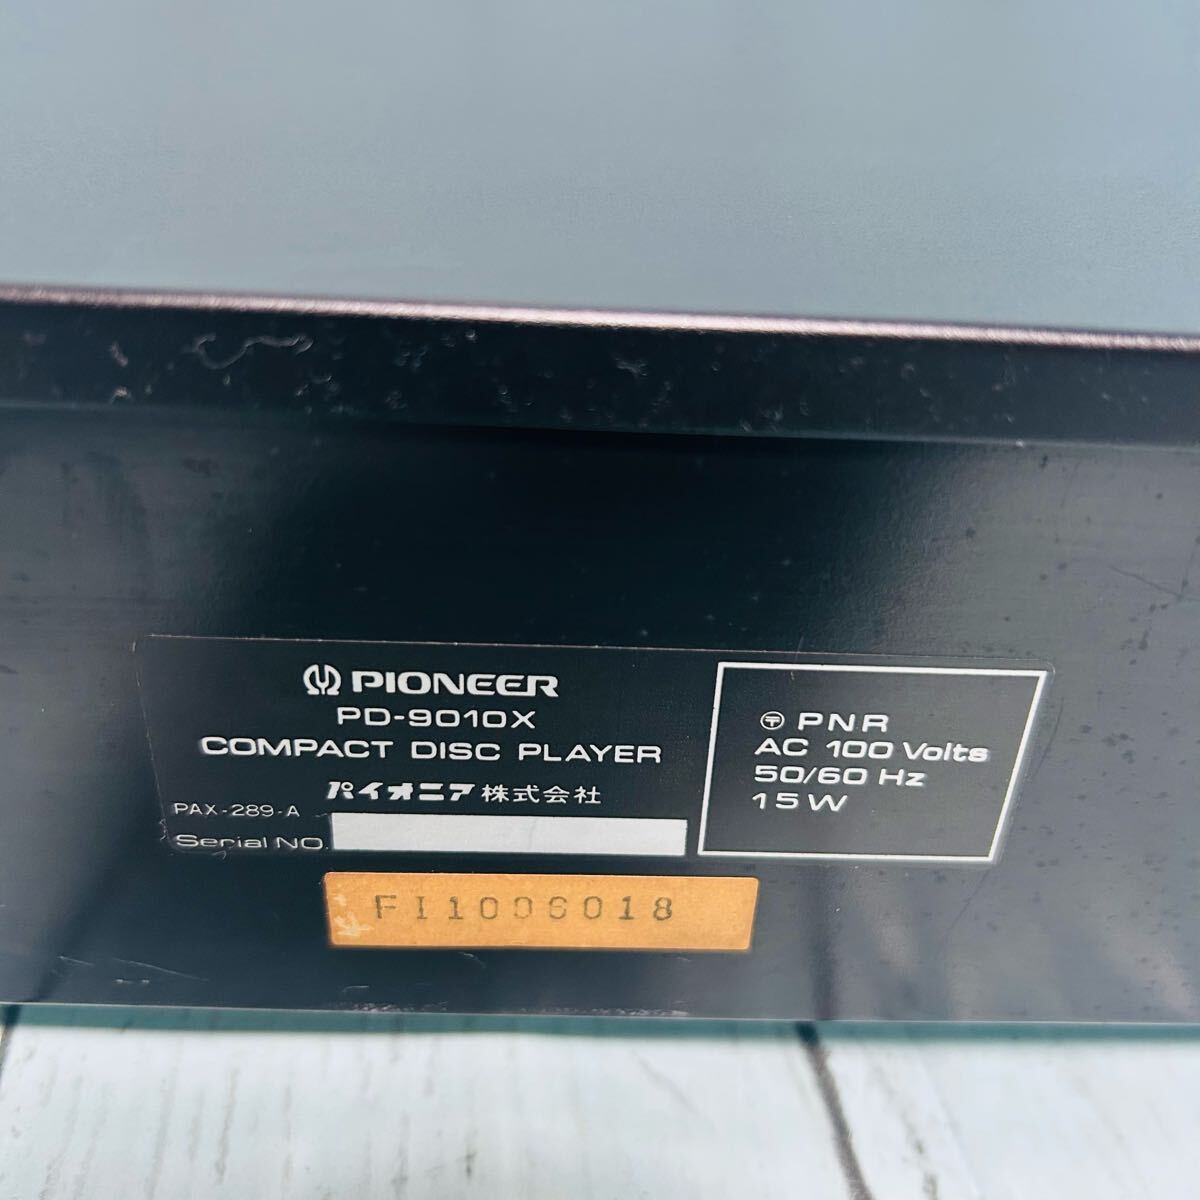 PIONEER
PD-9010X
COMPACT DISC PLAYER
パイオニア株式会社
PAX-289-A
Serial NO.
FI1006018
〒 PNR
AC 100 Volts
50/60 Hz
15W